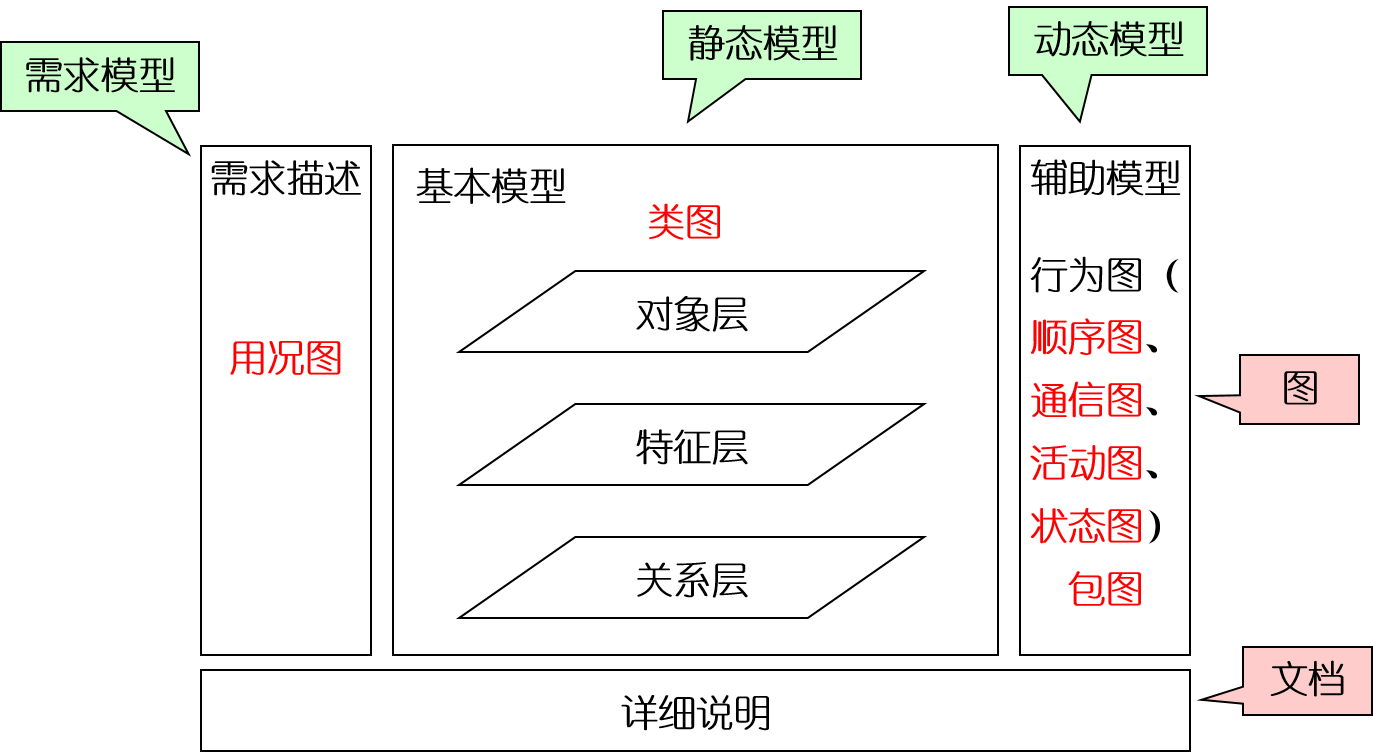 需求模型
静态模型
动态模型
需求描述
用况图
基本模型
类图
对象层
特征层
关系层
辅助模型
行为图（
顺序图、
通信图、
活动图、
状态图）
包图
图
详细说明
文档